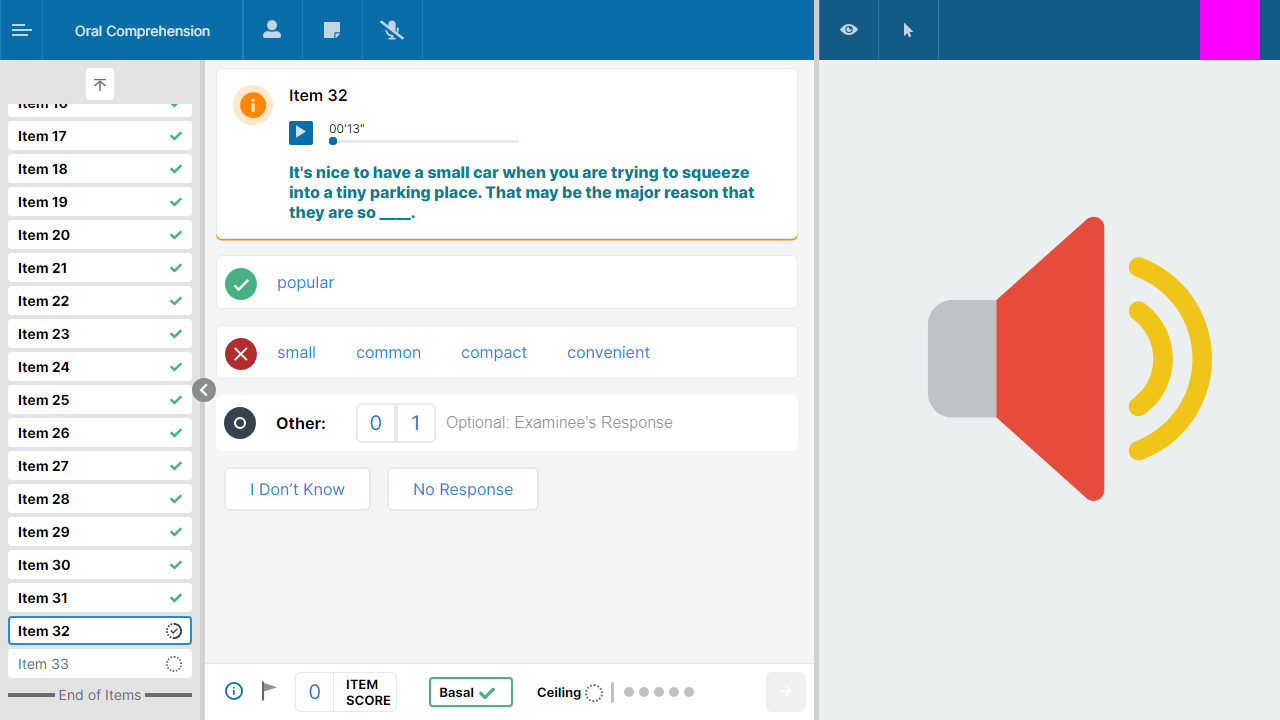 Oral Comprehension
Item 16
Item 17
Item 18
Item 19
Item 20
Item 21
Item 22
Item 23
Item 24
Item 25
Item 26
Item 27
Item 28
Item 29
Item 30
Item 31
Item 32
Item 33
End of Items
Item 32
00'13"
It's nice to have a small car when you are trying to squeeze
into a tiny parking place. That may be the major reason that
they are so ____.
popular
small common compact convenient
Other: 0 1 Optional: Examinee's Response
I Don't Know No Response
0 ITEM
SCORE
Basal
Ceiling